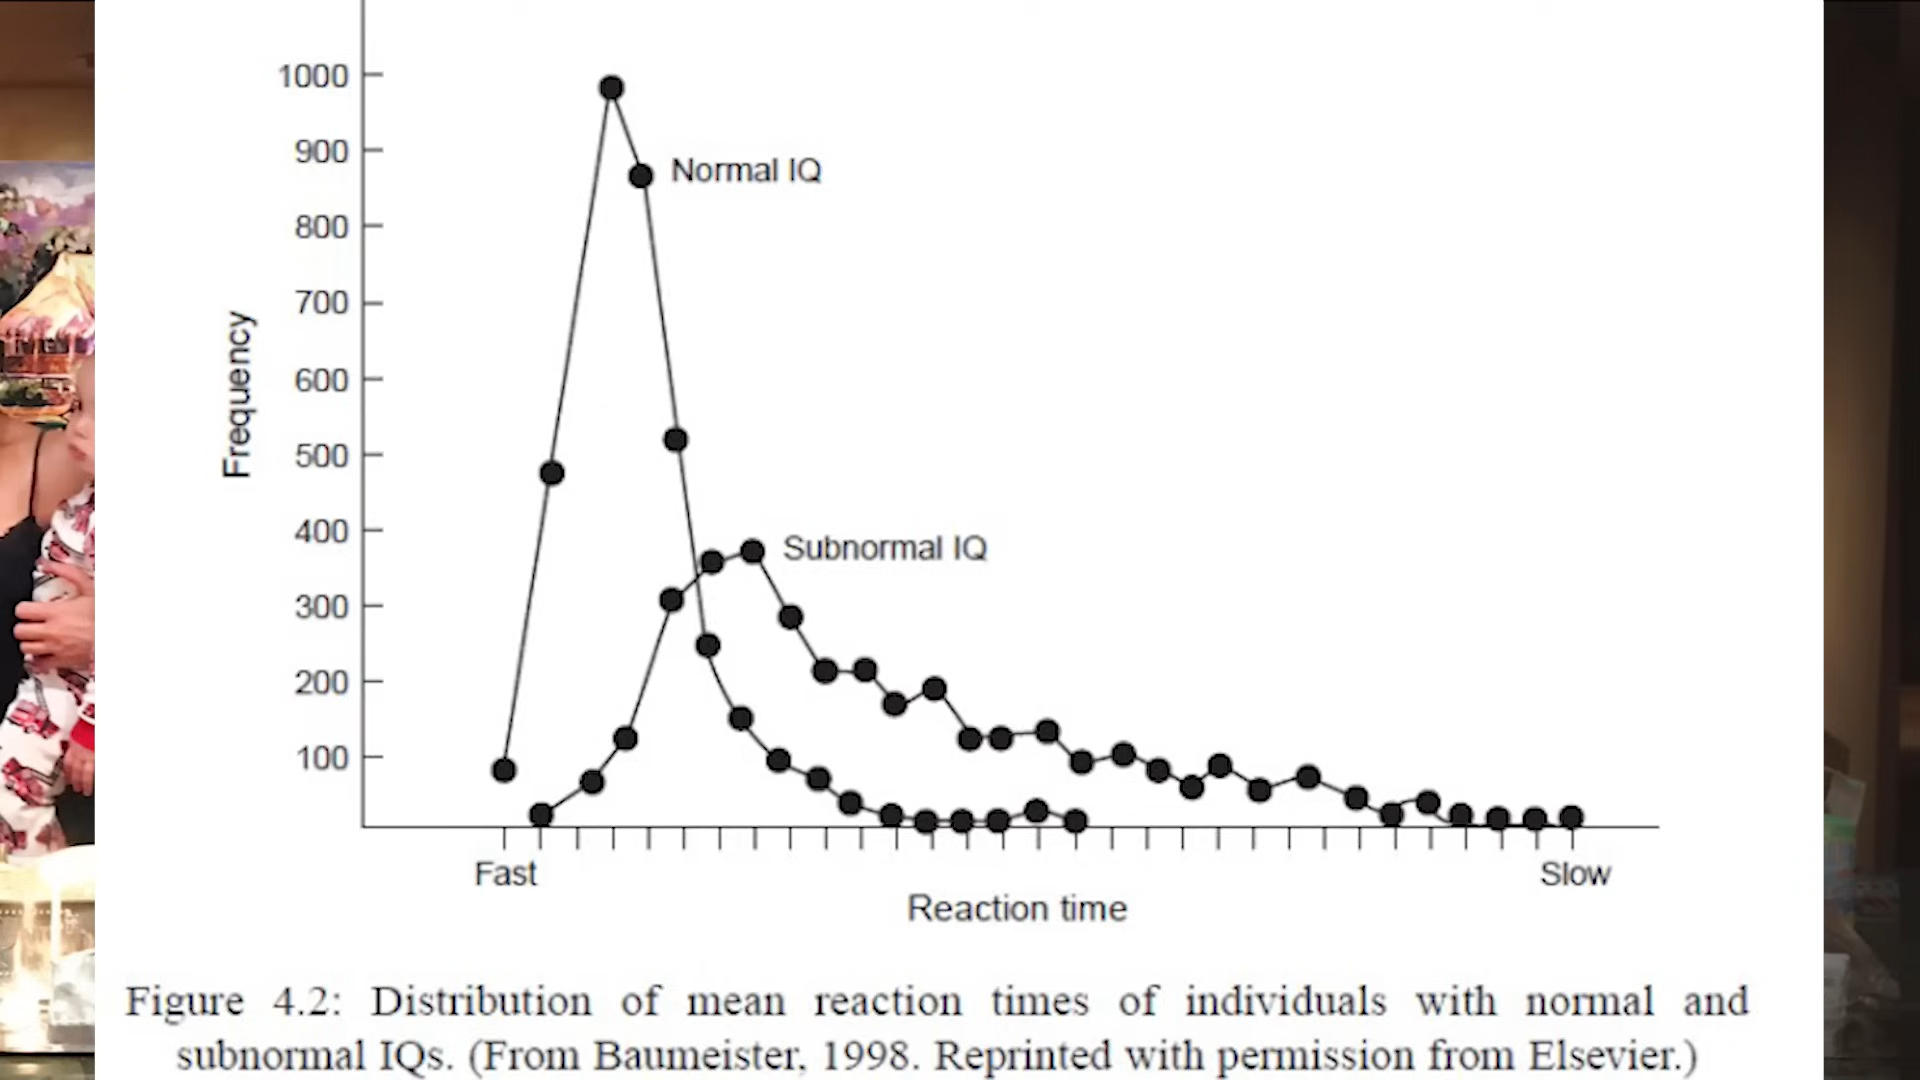 1000
900
800
700
600
500
400
300
200
100
Frequency
Normal IQ
Subnormal IQ
Fast
Slow
Reaction time
Figure 4.2: Distribution of mean reaction times of individuals with normal and
subnormal IQs. (From Baumeister, 1998. Reprinted with permission from Elsevier.)